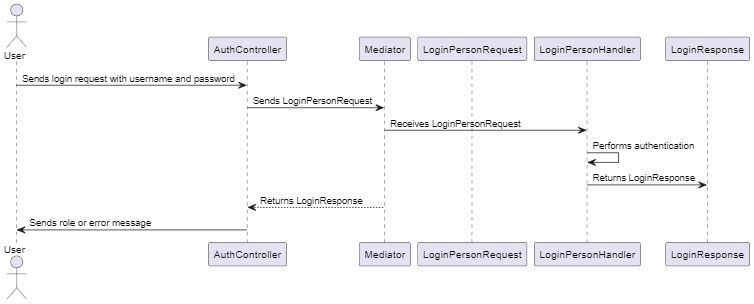 User
AuthController
Mediator
LoginPersonRequest
LoginPersonHandler
LoginResponse
Sends login request with username and password
Sends LoginPersonRequest
Receives LoginPersonRequest
Performs authentication
Returns LoginResponse
Returns LoginResponse
Sends role or error message
User
AuthController
Mediator
LoginPersonRequest
LoginPersonHandler
LoginResponse